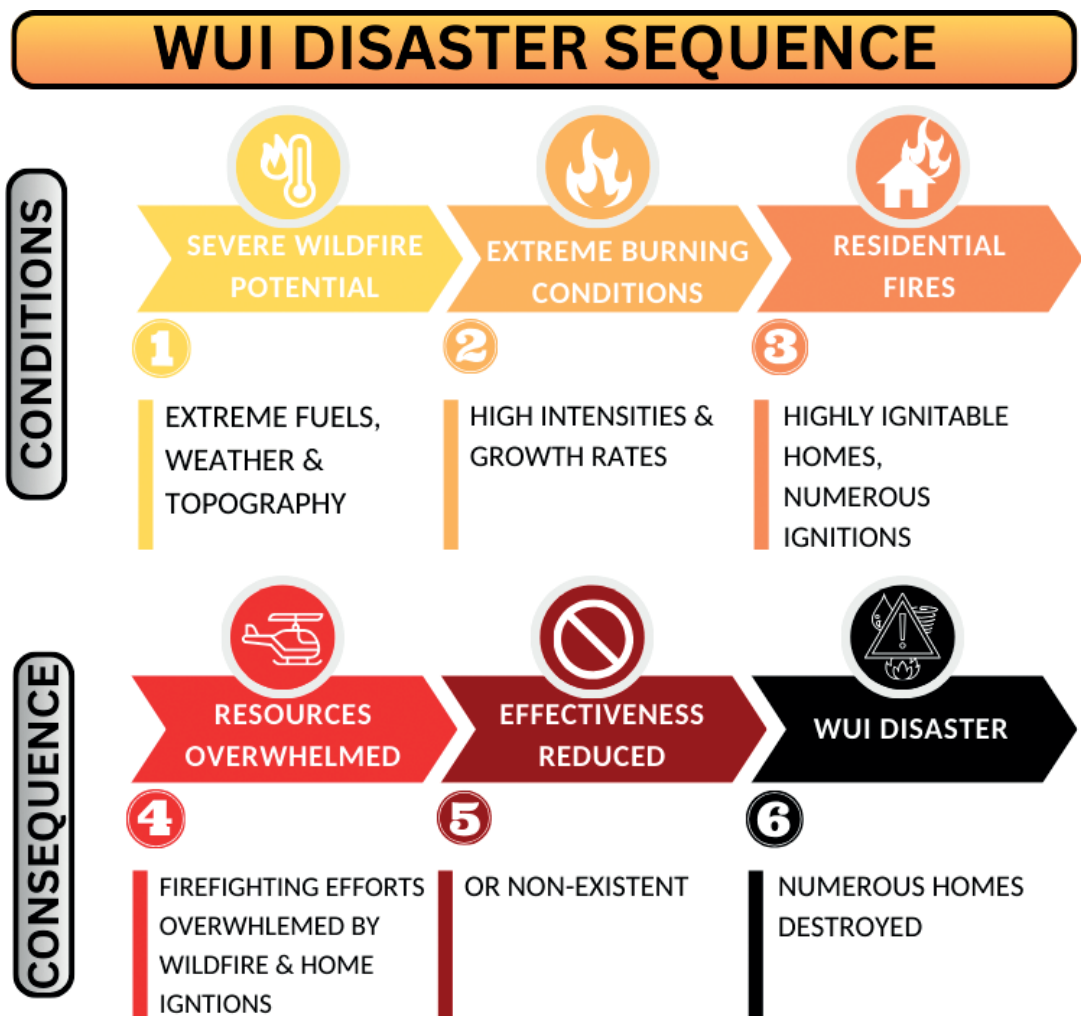 WUI DISASTER SEQUENCE
CONDITIONS
SEVERE WILDFIRE
POTENTIAL
1
EXTREME FUELS,
WEATHER &
TOPOGRAPHY
EXTREME BURNING
CONDITIONS
2
HIGH INTENSITIES &
GROWTH RATES
RESIDENTIAL
FIRES
3
HIGHLY IGNITABLE
HOMES,
NUMEROUS
IGNITIONS
CONSEQUENCE
RESOURCES
OVERWHELMED
4
FIREFIGHTING EFFORTS
OVERWHLEMED BY
WILDFIRE & HOME
IGNTIONS
EFFECTIVENESS
REDUCED
5
OR NON-EXISTENT
WUI DISASTER
6
NUMEROUS HOMES
DESTROYED